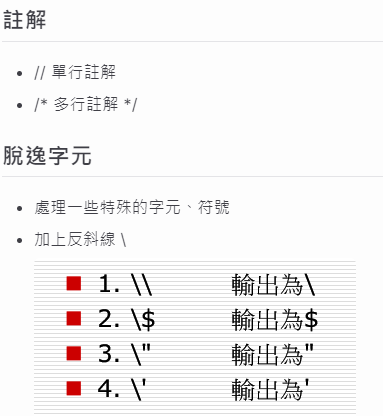 註解
// 單行註解
/* 多行註解 */
脫逸字元
處理一些特殊的字元、符號
加上反斜線 \
1. \\ 輸出為\
2. \$ 輸出為$
3. \" 輸出為"
4. \' 輸出為'